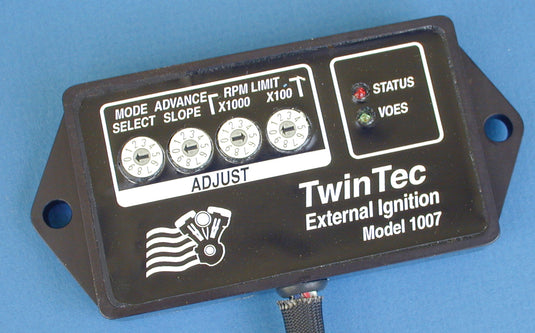 MODE SELECT
ADVANCE SLOPE
RPM LIMIT
X1000 X100
ADJUST
STATUS
VOES
TwinTec
External Ignition
Model 1007